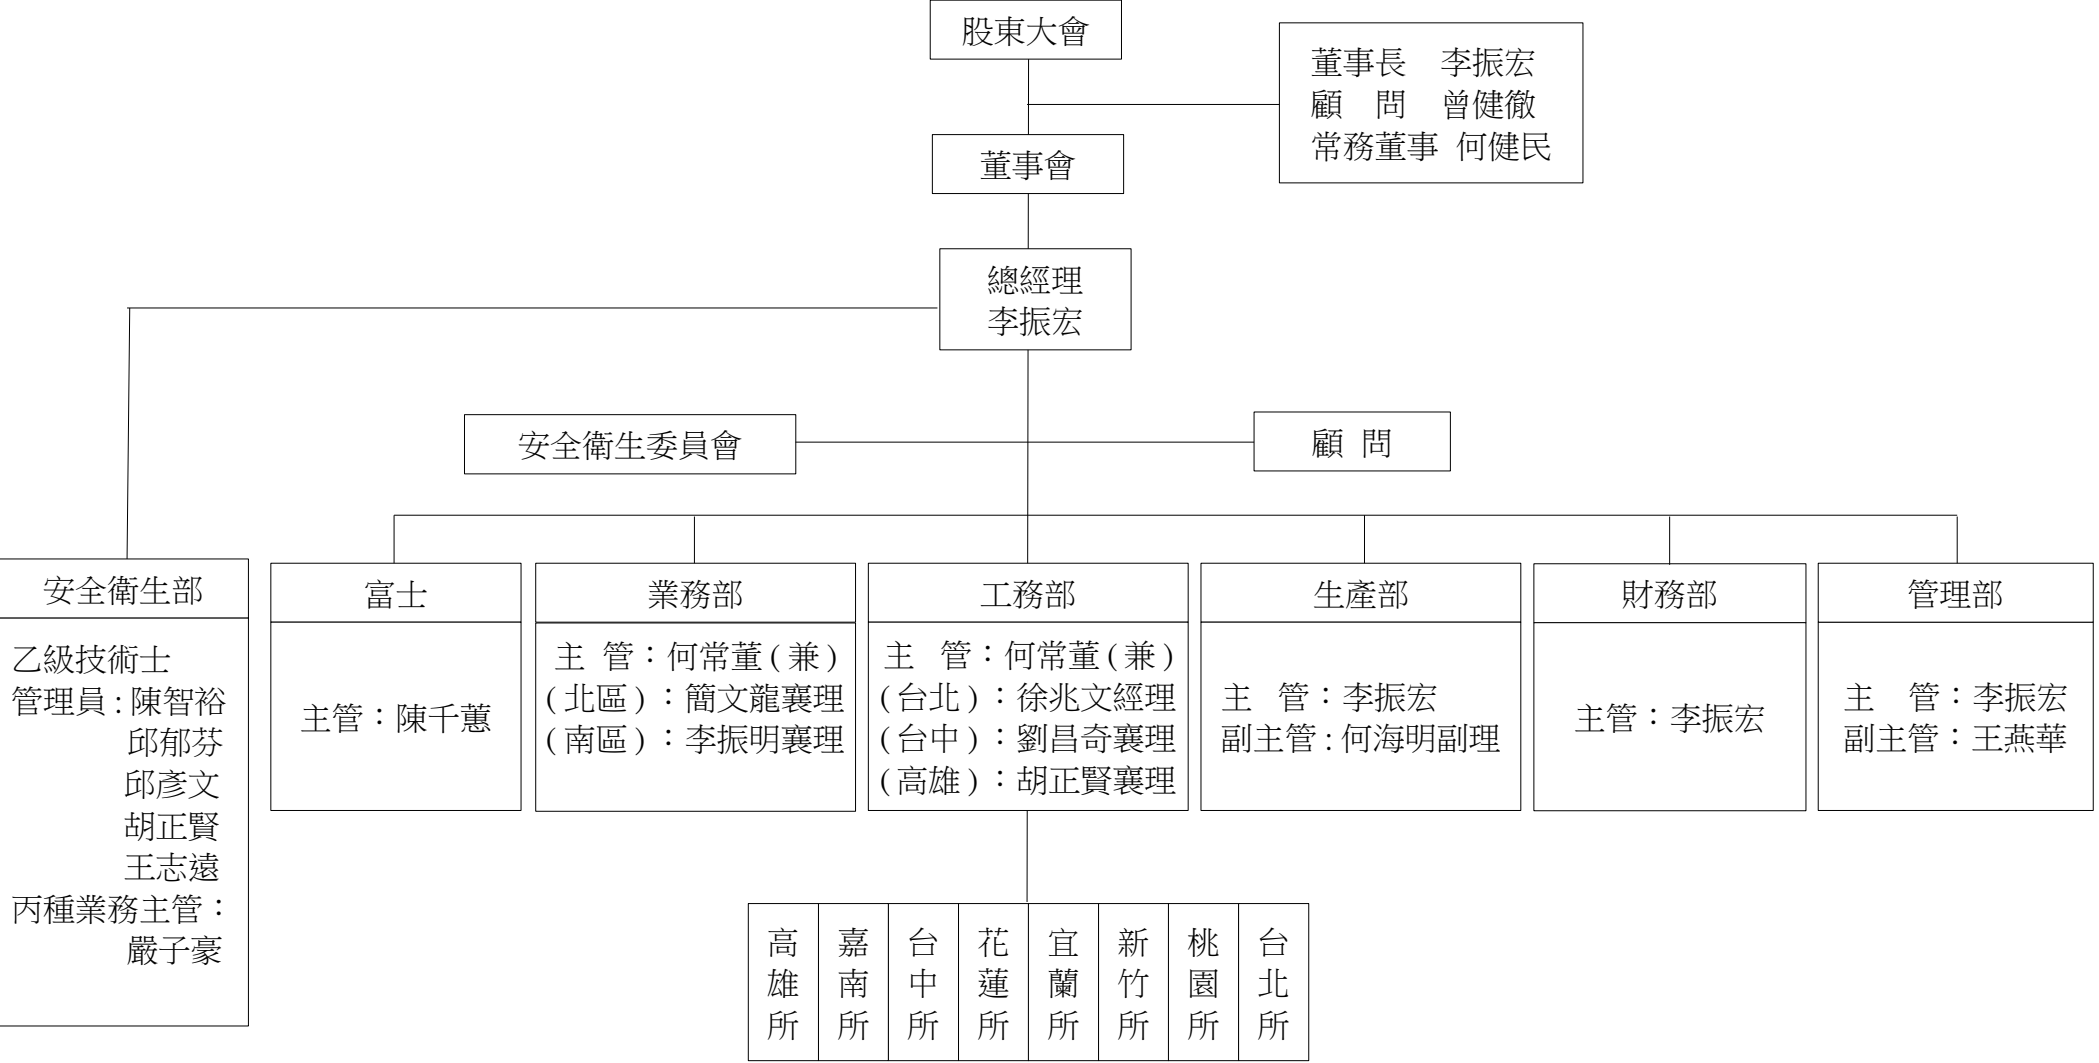 股東大會
董事長 李振宏
顧 問 曾健徹
常務董事 何健民
董事會
總經理
李振宏
安全衛生委員會
顧 問
安全衛生部
乙級技術士
管理員:陳智裕
邱郁芬
邱彥文
胡正賢
王志遠
丙種業務主管：
嚴子豪
富士
主管：陳千蕙
業務部
主 管：何常董(兼)
(北區)：簡文龍襄理
(南區)：李振明襄理
工務部
主 管：何常董(兼)
(台北)：徐兆文經理
(台中)：劉昌奇襄理
(高雄)：胡正賢襄理
生產部
主 管：李振宏
副主管:何海明副理
財務部
主管：李振宏
管理部
主 管：李振宏
副主管：王燕華
高雄所
嘉南所
台中所
花蓮所
宜蘭所
新竹所
桃園所
台北所